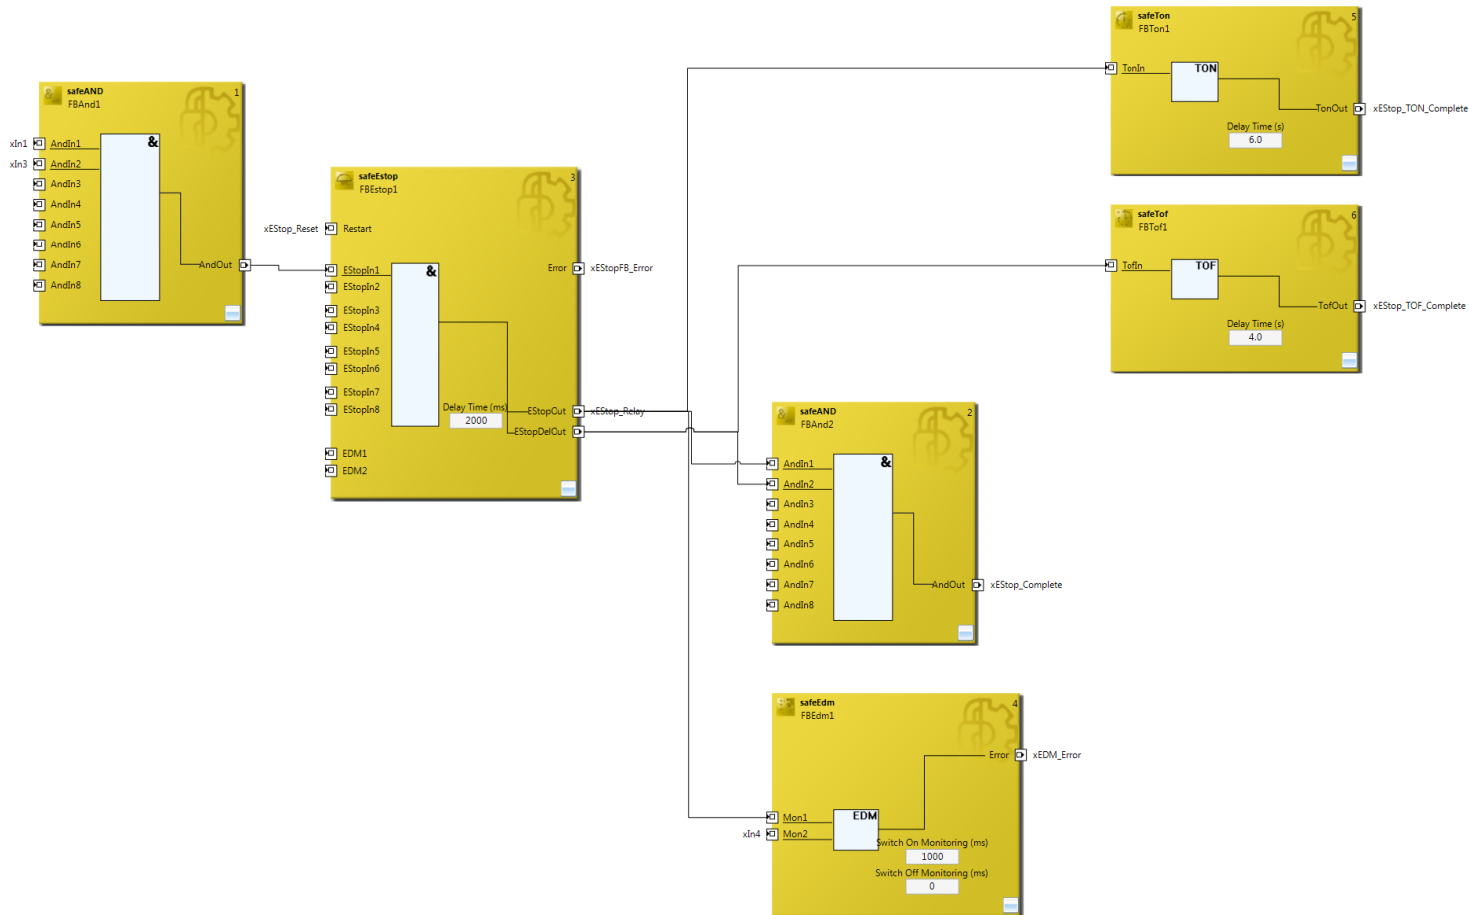 safeAND
1
FBAnd1
&
xIn1
AndIn1
xIn3
AndIn2
AndIn3
AndIn4
AndIn5
AndIn6
AndIn7
AndIn8
AndOut
safeEstop
3
FBEstop1
xEStop_Reset
Restart
Error
xEStopFB_Error
EStopIn1
&
EStopIn2
EStopIn3
EStopIn4
EStopIn5
EStopIn6
EStopIn7
EStopIn8
Delay Time (ms)
2000
EStopOut
xEStop_Relay
EStopDelOut
EDM1
EDM2
safeTon
5
FBTon1
TonIn
TON
TonOut
xEStop_TON_Complete
Delay Time (s)
6.0
safeTof
6
FBTof1
TofIn
TOF
TofOut
xEStop_TOF_Complete
Delay Time (s)
4.0
safeAND
2
FBAnd2
&
AndIn1
AndIn2
AndIn3
AndIn4
AndIn5
AndIn6
AndIn7
AndIn8
AndOut
xEStop_Complete
safeEdm
4
FBEdm1
Error
xEDM_Error
Mon1
EDM
xIn4
Mon2
Switch On Monitoring (ms)
1000
Switch Off Monitoring (ms)
0